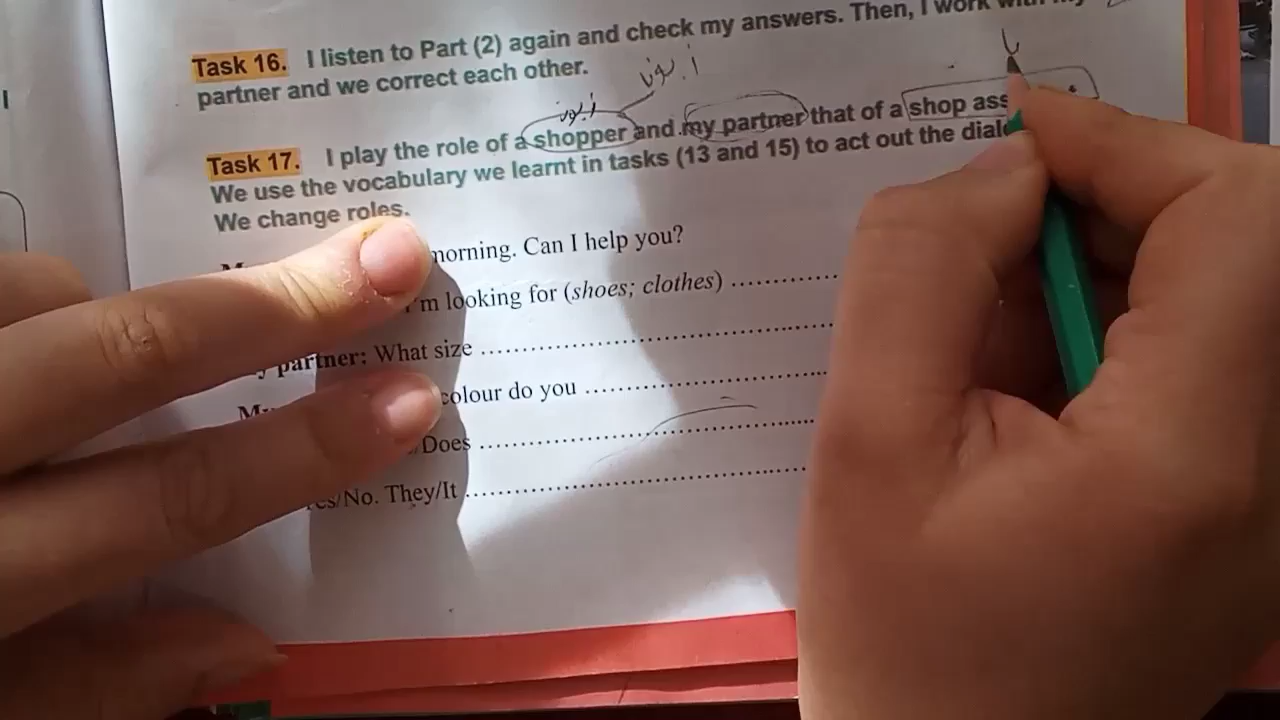 Task 16. I listen to Part (2) again and check my answers. Then, I work with
partner and we correct each other.
Task 17. I play the role of a shopper and my partner that of a shop ass
We use the vocabulary we learnt in tasks (13 and 15) to act out the dial
We change roles.
morning. Can I help you?
I'm looking for (shoes; clothes) ..............
partner: What size ..............................................
colour do you ................................
Does .............................................
Yes/No. They/It .............................................